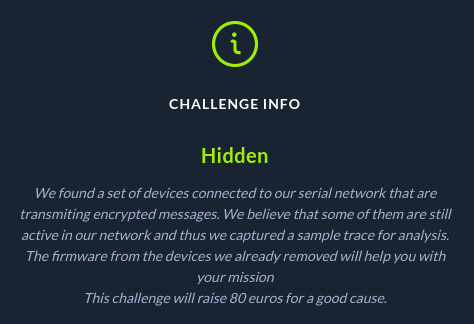 CHALLENGE INFO
Hidden
We found a set of devices connected to our serial network that are
transmiting encrypted messages. We believe that some of them are still
active in our network and thus we captured a sample trace for analysis.
The firmware from the devices we already removed will help you with
your mission
This challenge will raise 80 euros for a good cause.